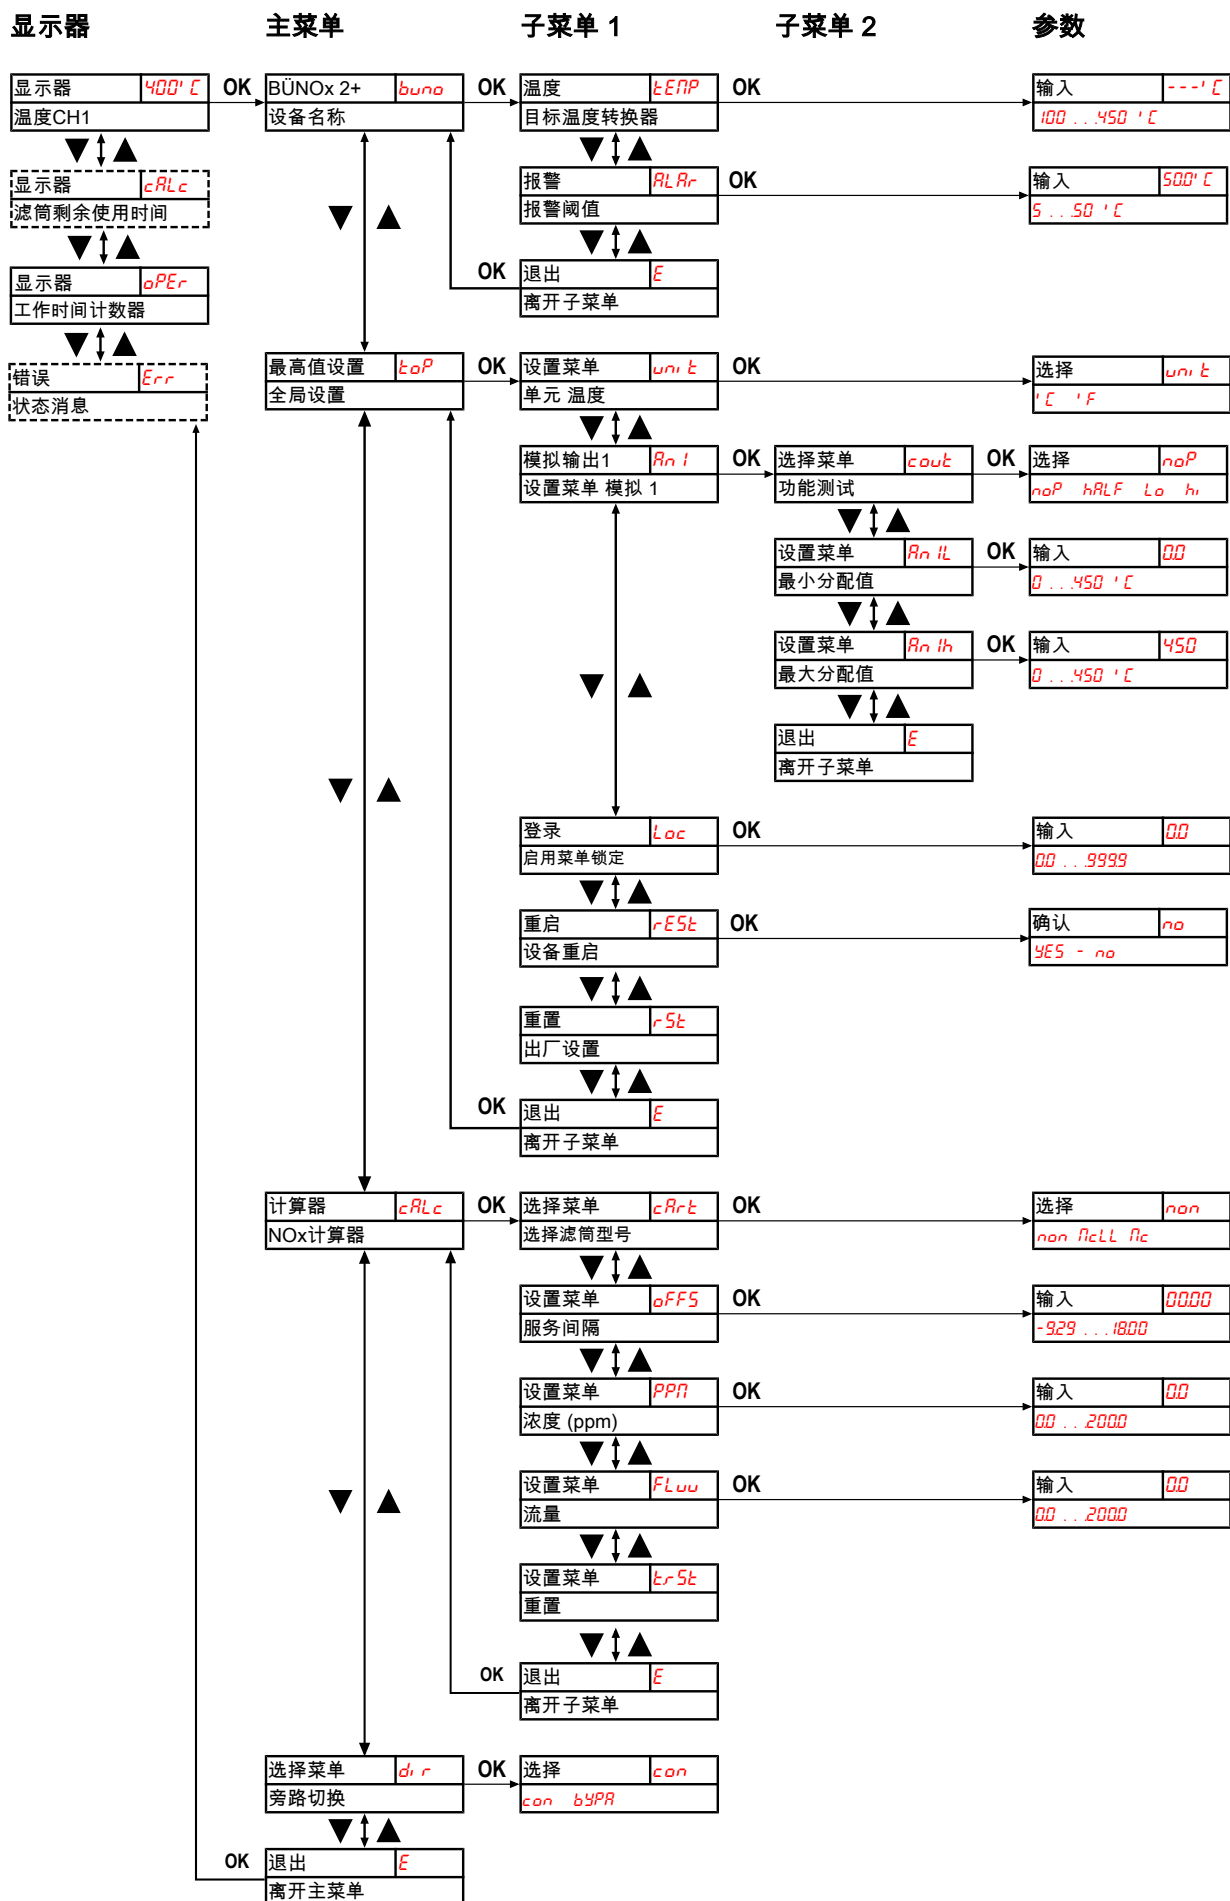 显示器 主菜单 子菜单 1 子菜单 2 参数
显示器 400'C OK BÜNOx 2+ buno OK 温度 tEMP OK 输入 ---'C
温度CH1 设备名称 目标温度转换器 100 . . .450 'C
显示器 cALc 报警 ALAr OK 输入 50.0'C
滤筒剩余使用时间 报警阈值 5 . . .50 'C
显示器 oPEr OK 退出 E
工作时间计数器 离开子菜单
错误 Err 最高值设置 toP OK 设置菜单 unit OK 选择 unit
状态消息 全局设置 单元 温度 'C 'F
模拟输出1 An1 OK 选择菜单 cout OK 选择 noP
设置菜单 模拟 1 功能测试 noP hALF Lo hi
设置菜单 An1L OK 输入 0.0
最小分配值 0 . . .450 'C
设置菜单 An1h OK 输入 450
最大分配值 0 . . .450 'C
退出 E
离开子菜单
登录 Loc OK 输入 0.0
启用菜单锁定 0.0 . . .999.9
重启 rESt OK 确认 no
设备重启 YES - no
重置 rSt
出厂设置
OK 退出 E
离开子菜单
计算器 cALc OK 选择菜单 cArt OK 选择 non
NOx计算器 选择滤筒型号 non McLL Mc
设置菜单 oFFS OK 输入 00.00
服务间隔 -9.29 . . .18.00
设置菜单 PPM OK 输入 0.0
浓度 (ppm) 0.0 . . .200.0
设置菜单 FLuu OK 输入 0.0
流量 0.0 . . .200.0
设置菜单 trSt
重置
OK 退出 E
离开子菜单
选择菜单 dir OK 选择 con
旁路切换 con bYPA
OK 退出 E
离开主菜单